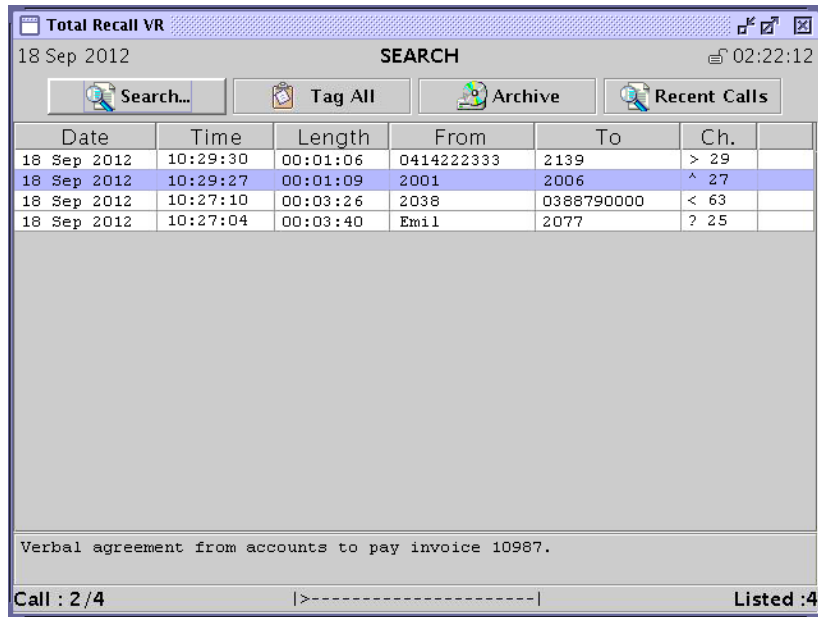 Total Recall VR
18 Sep 2012 SEARCH 02:22:12
Search... Tag All Archive Recent Calls
Date Time Length From To Ch.
18 Sep 2012 10:29:30 00:01:06 0414222333 2139 > 29
18 Sep 2012 10:29:27 00:01:09 2001 2006 ^ 27
18 Sep 2012 10:27:10 00:03:26 2038 0388790000 < 63
18 Sep 2012 10:27:04 00:03:40 Emil 2077 ? 25
Verbal agreement from accounts to pay invoice 10987.
Call : 2/4 |>----------------------| Listed :4